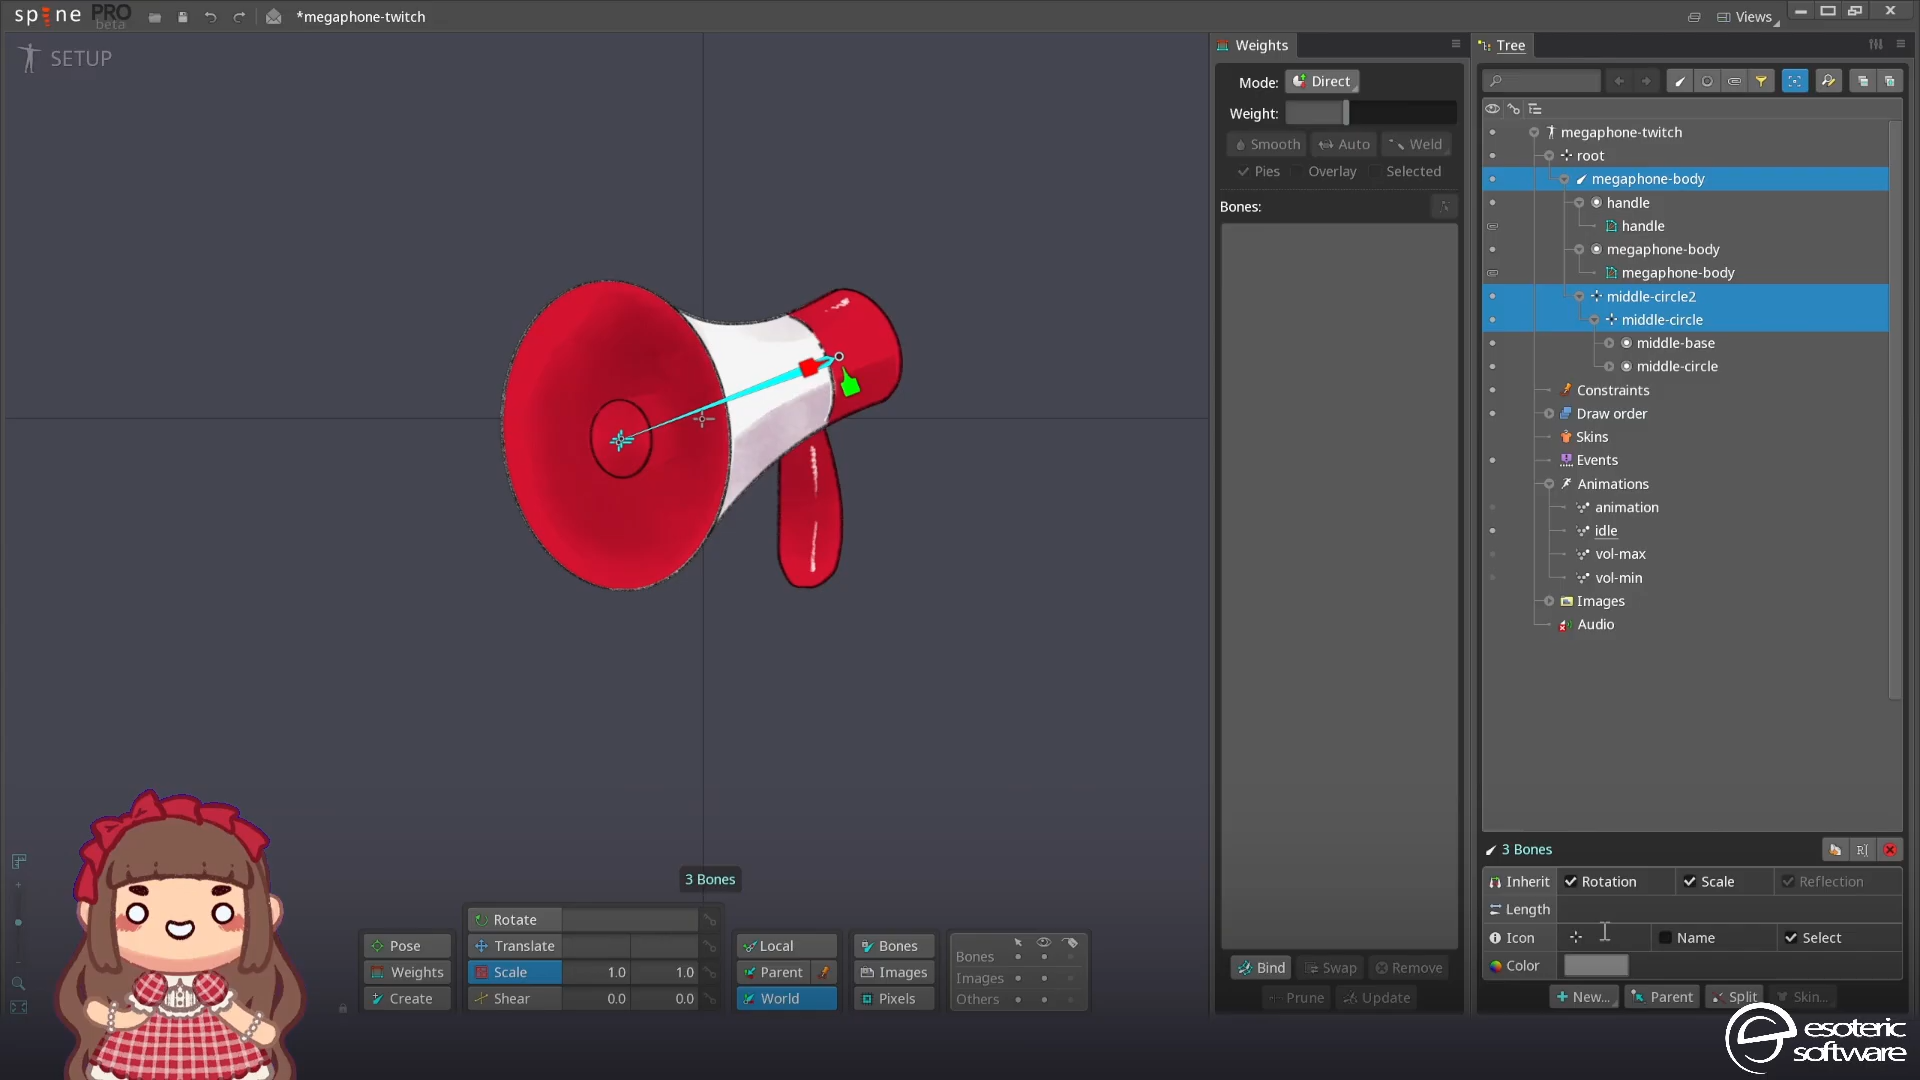 spine PRO beta
*megaphone-twitch
Views
SETUP
Weights
Mode: Direct
Weight:
Smooth Auto Weld
Pies Overlay Selected
Bones:
Bind Swap Remove
Prune Update
Tree
megaphone-twitch
root
megaphone-body
handle
handle
megaphone-body
megaphone-body
middle-circle2
middle-circle
middle-base
middle-circle
Constraints
Draw order
Skins
Events
Animations
animation
idle
vol-max
vol-min
Images
Audio
3 Bones
Inherit Rotation Scale Reflection
Length
Icon Name Select
Color
New... Parent Split Skin...
3 Bones
Pose
Weights
Create
Rotate
Translate
Scale 1.0 1.0
Shear 0.0 0.0
Local
Parent
World
Bones
Images
Pixels
Bones
Images
Others
esoteric
software